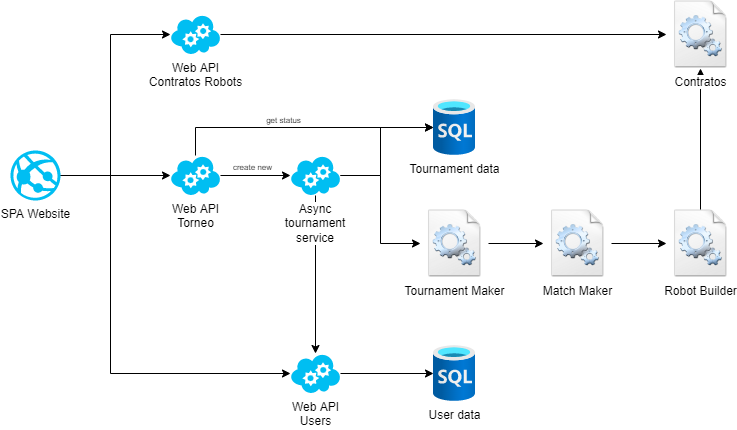 Web API
Contratos Robots
Contratos
get status
SQL
Tournament data
SPA Website
create new
Web API
Torneo
Async
tournament
service
Tournament Maker
Match Maker
Robot Builder
SQL
Web API
Users
User data